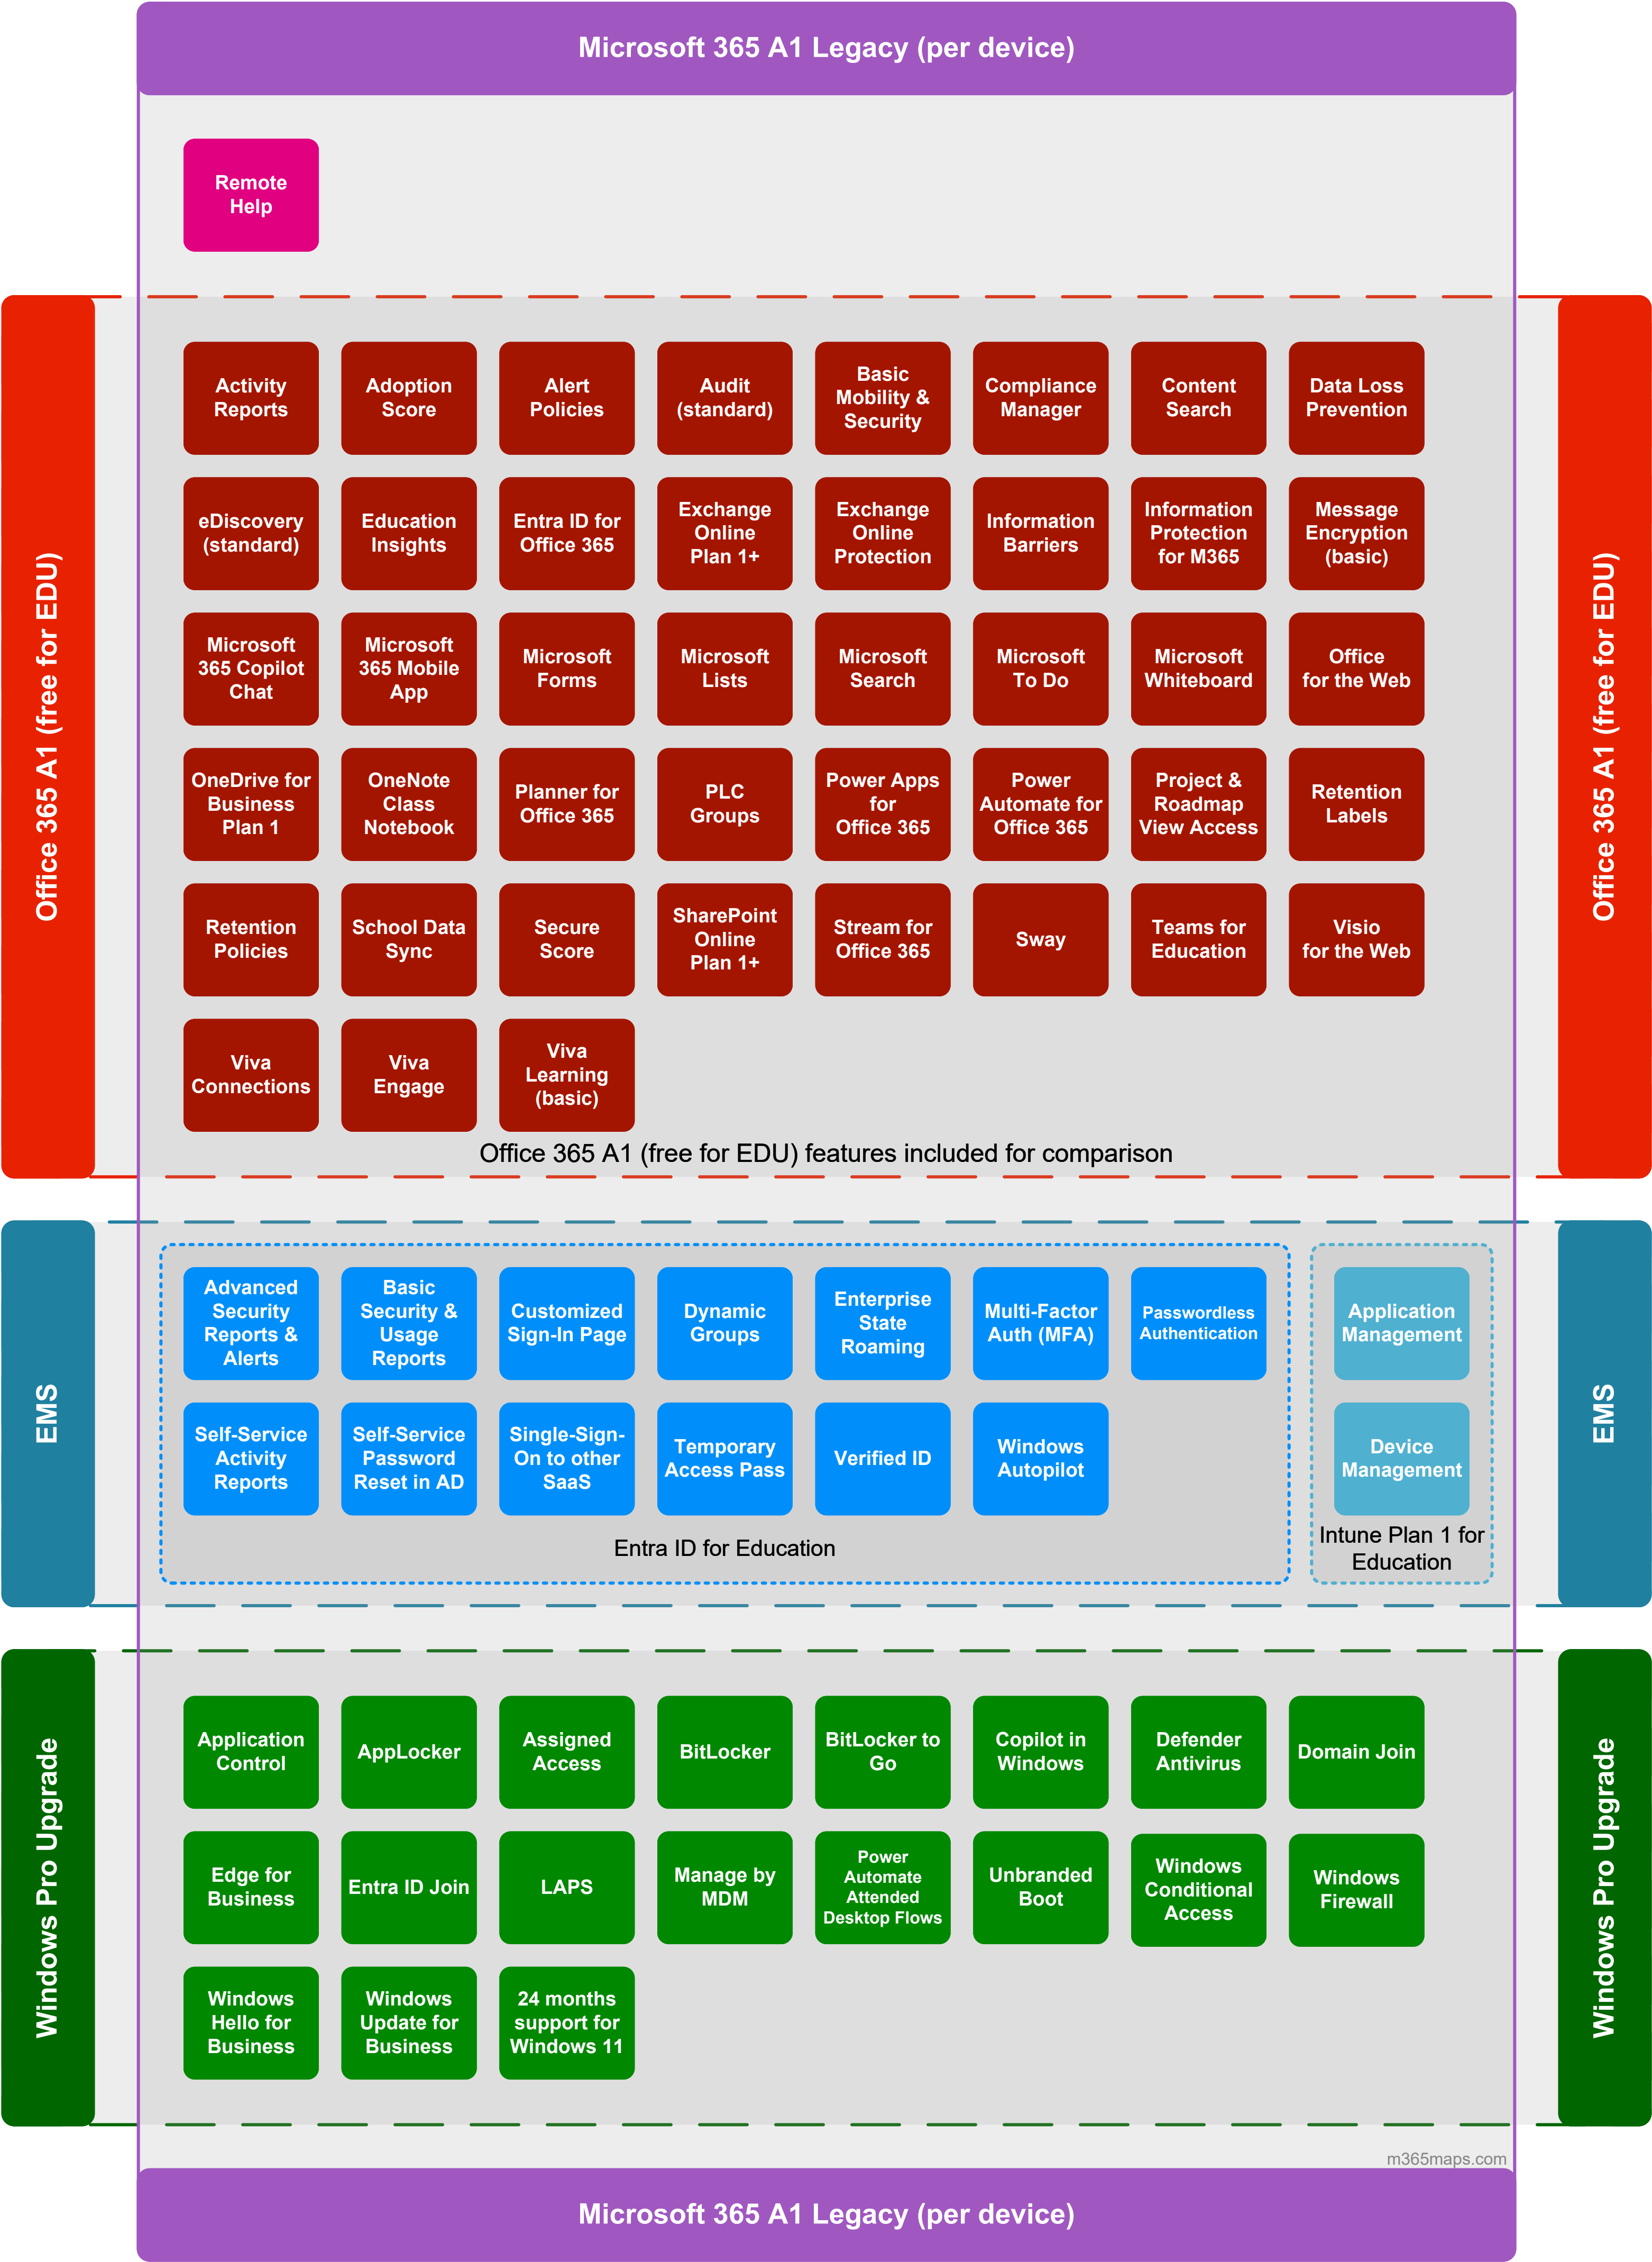 Microsoft 365 A1 Legacy (per device)
Remote
Help
Office 365 A1 (free for EDU)
Office 365 A1 (free for EDU)
Activity
Reports
Adoption
Score
Alert
Policies
Audit
(standard)
Basic
Mobility &
Security
Compliance
Manager
Content
Search
Data Loss
Prevention
eDiscovery
(standard)
Education
Insights
Entra ID for
Office 365
Exchange
Online
Plan 1+
Exchange
Online
Protection
Information
Barriers
Information
Protection
for M365
Message
Encryption
(basic)
Microsoft
365 Copilot
Chat
Microsoft
365 Mobile
App
Microsoft
Forms
Microsoft
Lists
Microsoft
Search
Microsoft
To Do
Microsoft
Whiteboard
Office
for the Web
OneDrive for
Business
Plan 1
OneNote
Class
Notebook
Planner for
Office 365
PLC
Groups
Power Apps
for
Office 365
Power
Automate for
Office 365
Project &
Roadmap
View Access
Retention
Labels
Retention
Policies
School Data
Sync
Secure
Score
SharePoint
Online
Plan 1+
Stream for
Office 365
Sway
Teams for
Education
Visio
for the Web
Viva
Connections
Viva
Engage
Viva
Learning
(basic)
Office 365 A1 (free for EDU) features included for comparison
EMS
EMS
Advanced
Security
Reports &
Alerts
Basic
Security &
Usage
Reports
Customized
Sign-In Page
Dynamic
Groups
Enterprise
State
Roaming
Multi-Factor
Auth (MFA)
Passwordless
Authentication
Application
Management
Self-Service
Activity
Reports
Self-Service
Password
Reset in AD
Single-Sign-
On to other
SaaS
Temporary
Access Pass
Verified ID
Windows
Autopilot
Device
Management
Entra ID for Education
Intune Plan 1 for
Education
Windows Pro Upgrade
Windows Pro Upgrade
Application
Control
AppLocker
Assigned
Access
BitLocker
BitLocker to
Go
Copilot in
Windows
Defender
Antivirus
Domain Join
Edge for
Business
Entra ID Join
LAPS
Manage by
MDM
Power
Automate
Attended
Desktop Flows
Unbranded
Boot
Windows
Conditional
Access
Windows
Firewall
Windows
Hello for
Business
Windows
Update for
Business
24 months
support for
Windows 11
m365maps.com
Microsoft 365 A1 Legacy (per device)